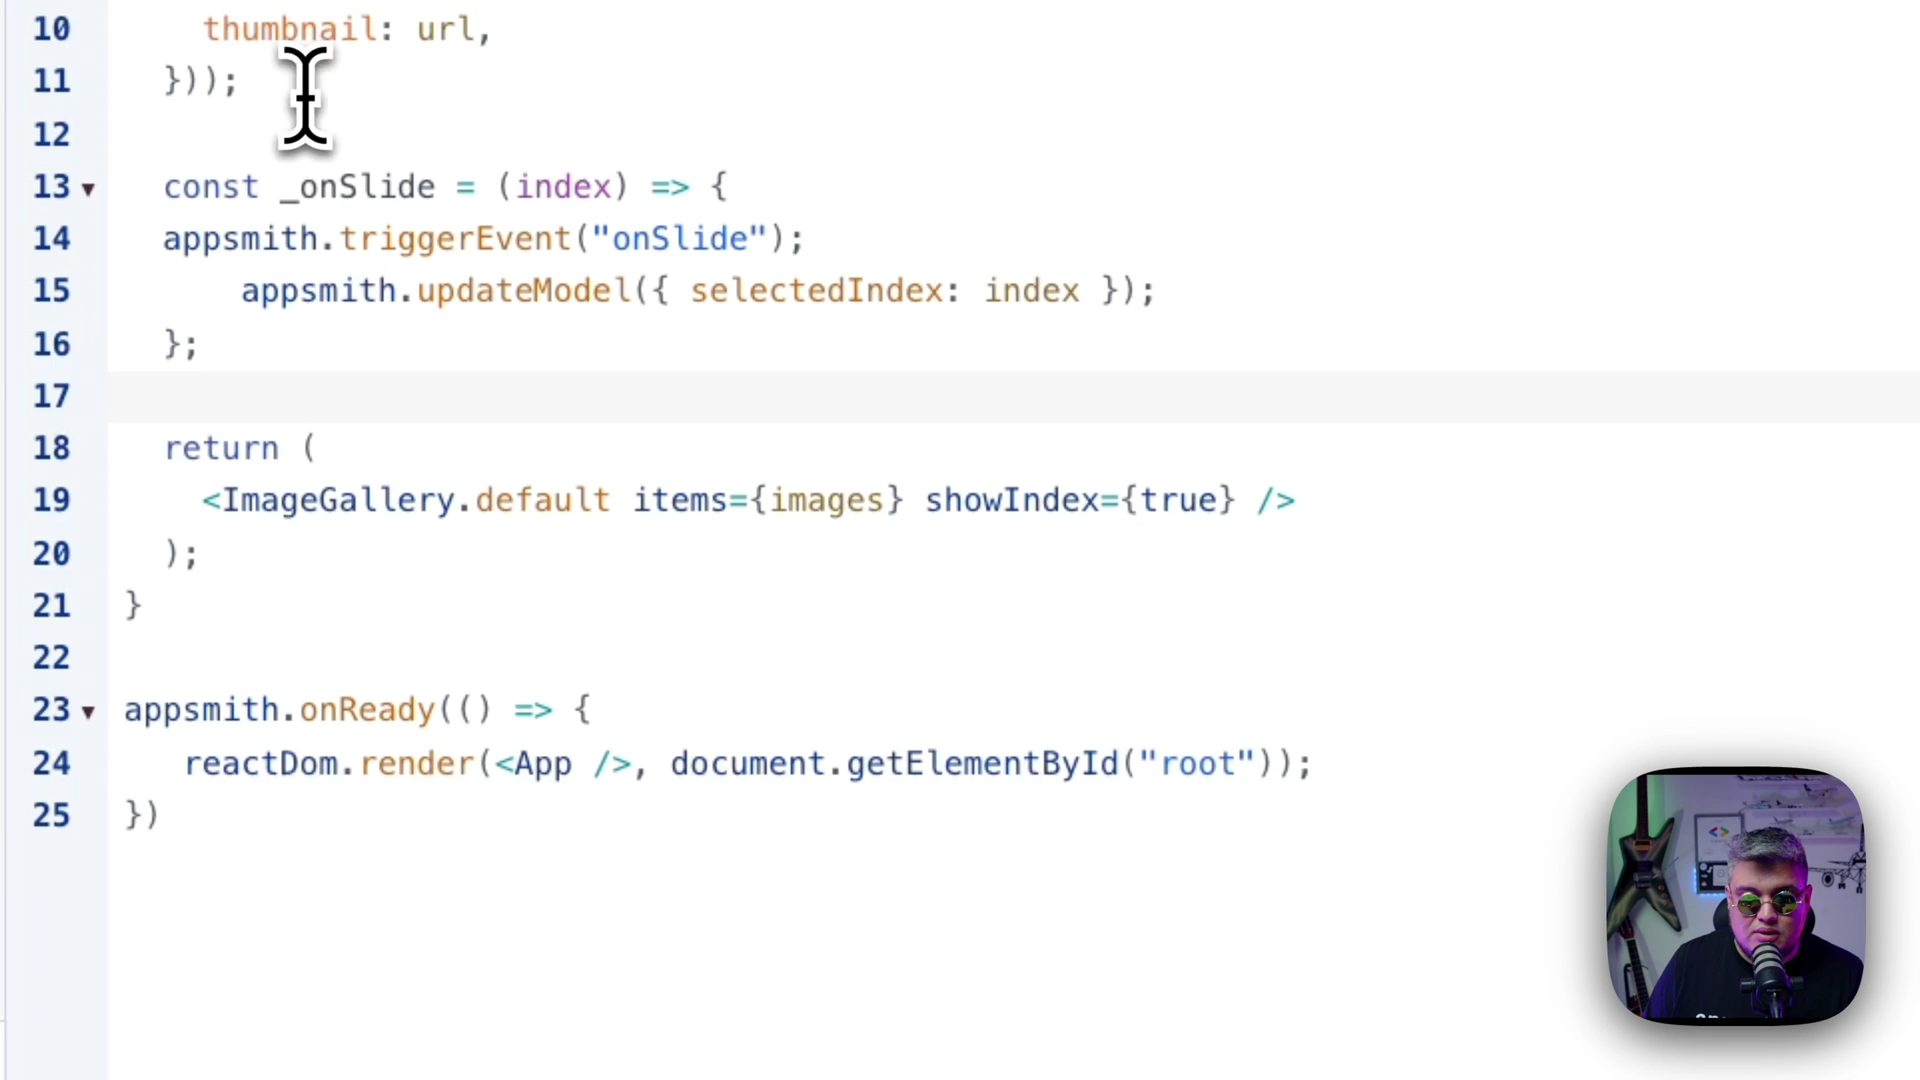 10 thumbnail: url,
11 }));
12
13 const _onSlide = (index) => {
14 appsmith.triggerEvent("onSlide");
15 appsmith.updateModel({ selectedIndex: index });
16 };
17
18 return (
19 <ImageGallery.default items={images} showIndex={true} />
20 );
21 }
22
23 appsmith.onReady(() => {
24 reactDom.render(<App />, document.getElementById("root"));
25 })